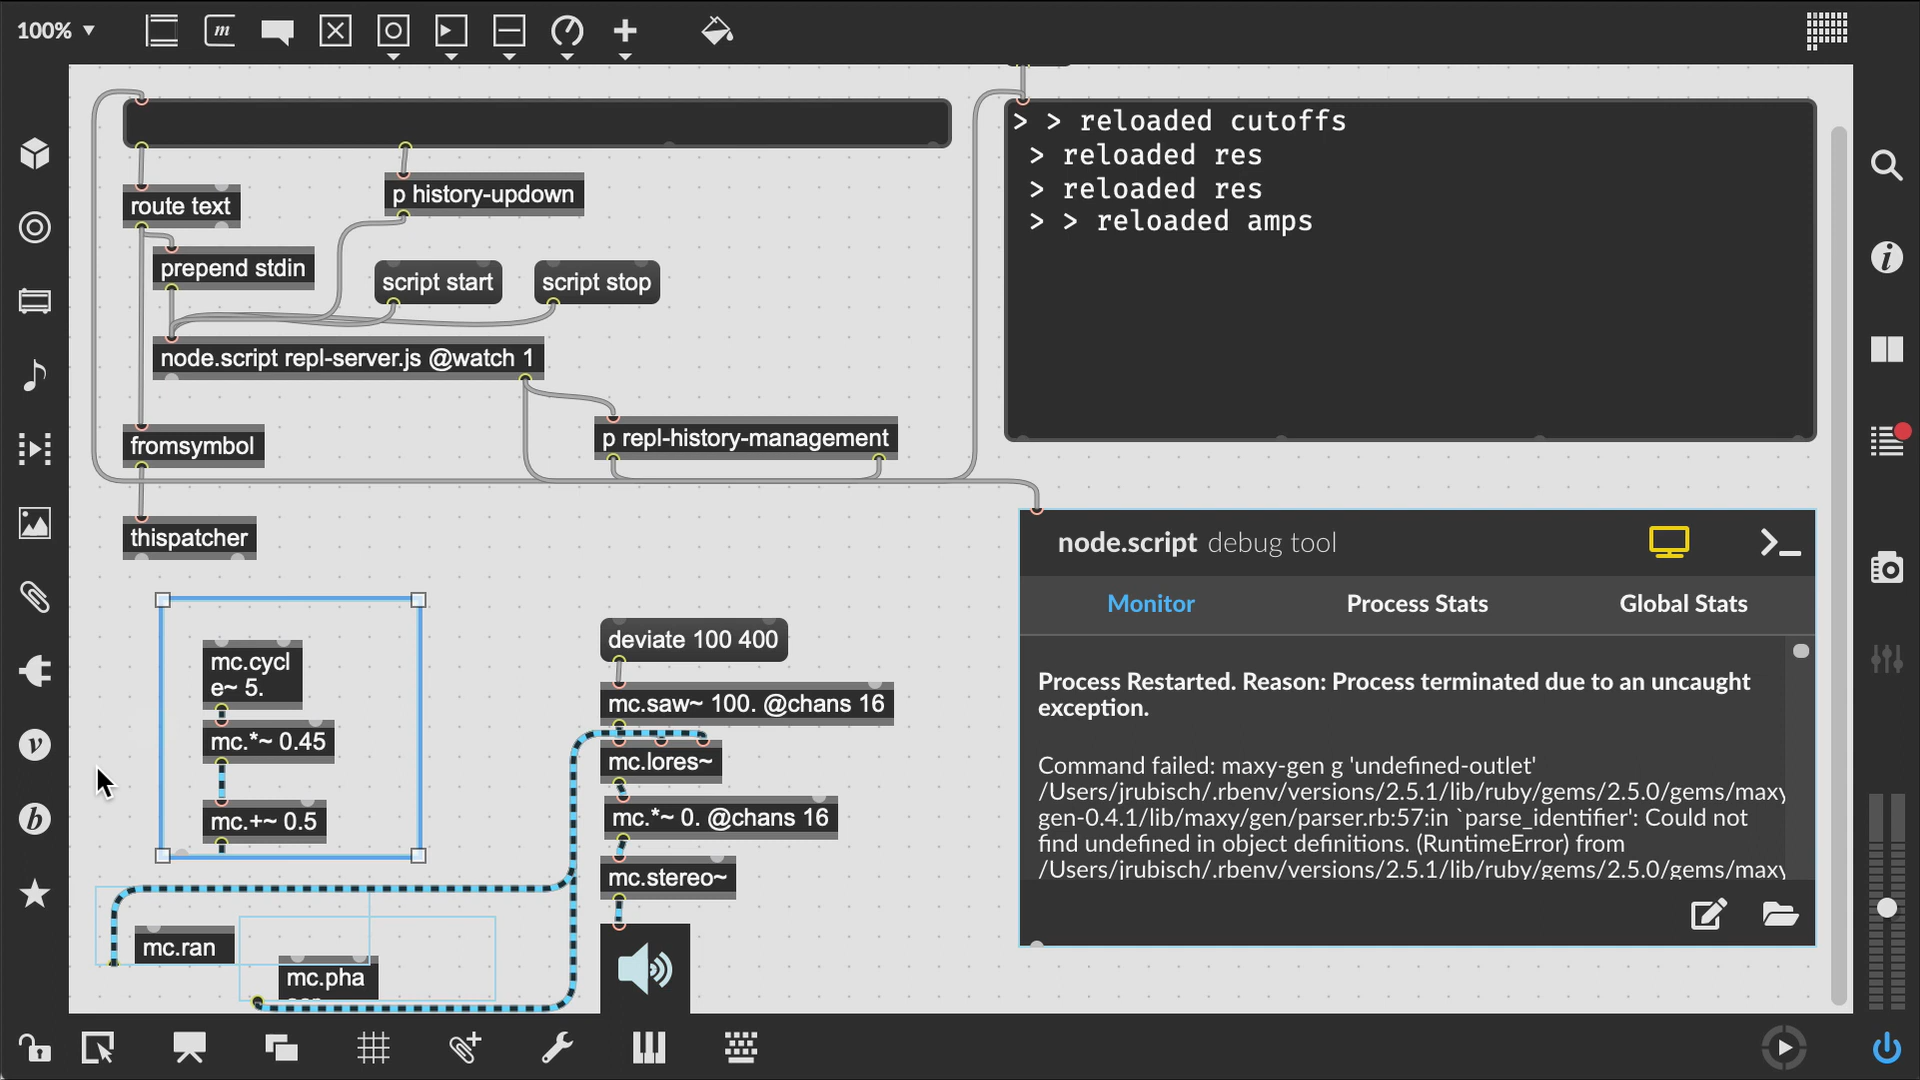 100%
m
route text
p history-updown
prepend stdin
script start
script stop
node.script repl-server.js @watch 1
p repl-history-management
fromsymbol
thispatcher
> > reloaded cutoffs
> reloaded res
> reloaded res
> > reloaded amps
node.script debug tool
Monitor
Process Stats
Global Stats
Process Restarted. Reason: Process terminated due to an uncaught
exception.
Command failed: maxy-gen g 'undefined-outlet'
/Users/jrubisch/.rbenv/versions/2.5.1/lib/ruby/gems/2.5.0/gems/maxy
gen-0.4.1/lib/maxy/gen/parser.rb:57:in `parse_identifier': Could not
find undefined in object definitions. (RuntimeError) from
/Users/jrubisch/.rbenv/versions/2.5.1/lib/ruby/gems/2.5.0/gems/maxy
mc.cycl
e~ 5.
mc.*~ 0.45
mc.+~ 0.5
mc.ran
mc.pha
deviate 100 400
mc.saw~ 100. @chans 16
mc.lores~
mc.*~ 0. @chans 16
mc.stereo~
v
b
i